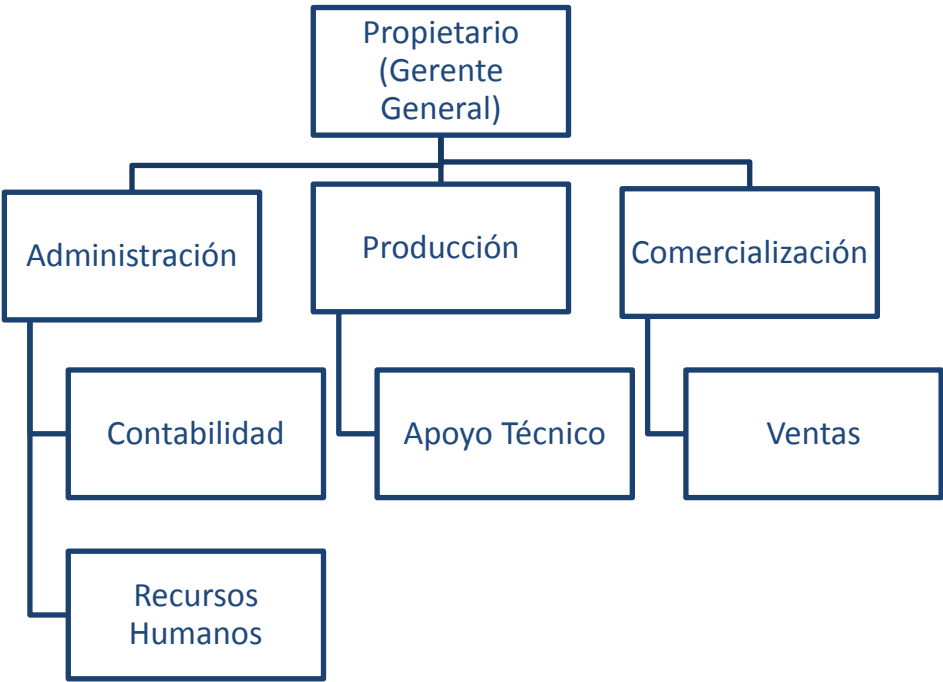 Propietario
(Gerente
General)
Administración
Producción
Comercialización
Contabilidad
Apoyo Técnico
Ventas
Recursos
Humanos